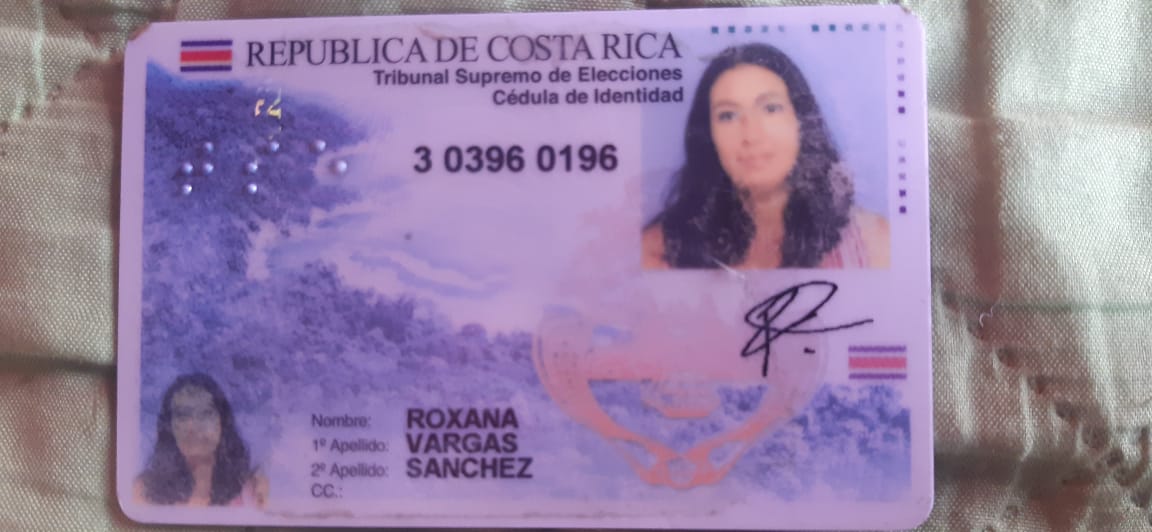 REPUBLICA DE COSTA RICA
Tribunal Supremo de Elecciones
Cédula de Identidad
3 0396 0196
Nombre: ROXANA
1º Apellido: VARGAS
2º Apellido: SANCHEZ
CC.: